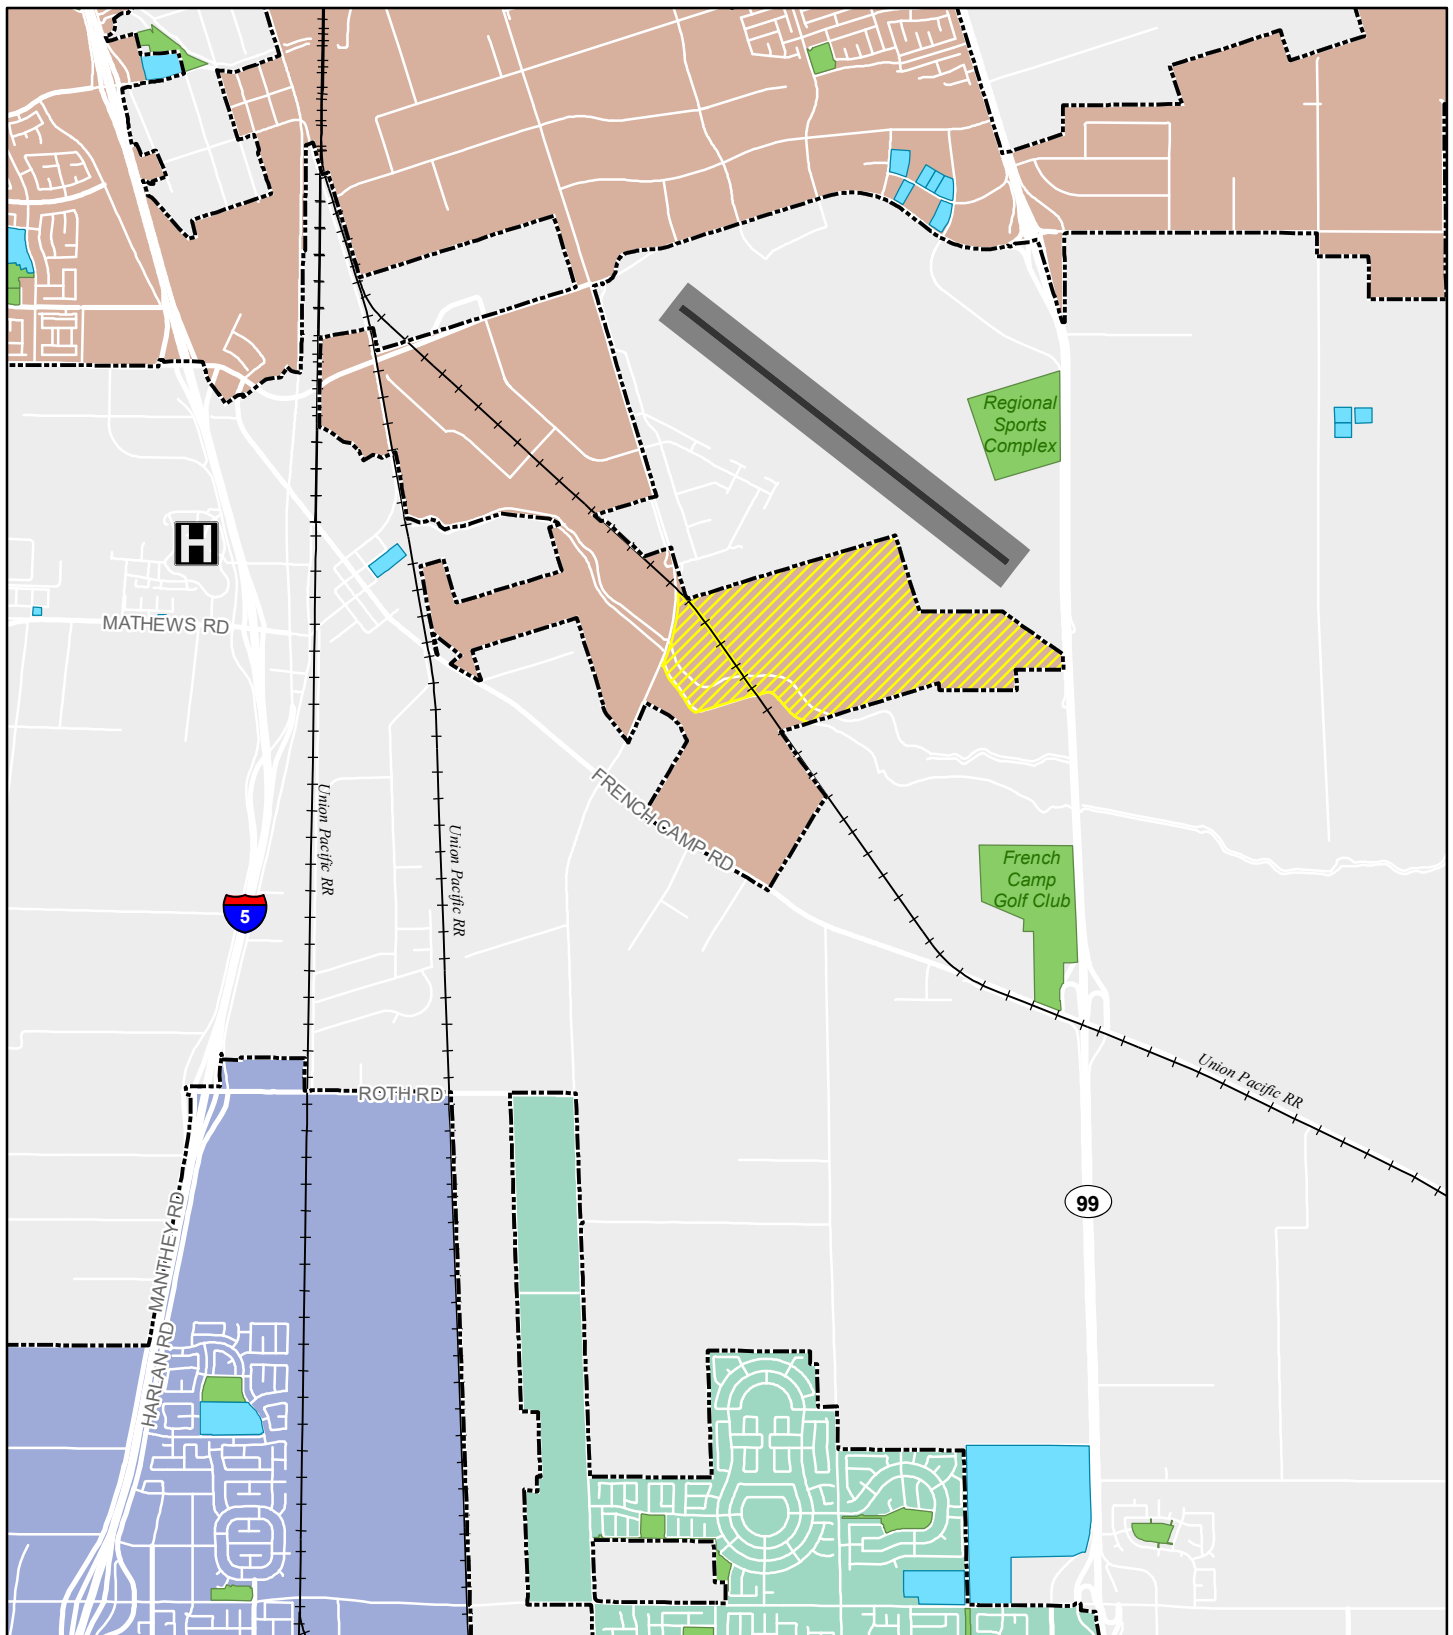 Regional
Sports
Complex
H
MATHEWS RD
FRENCH CAMP RD
Union Pacific RR
Union Pacific RR
French
Camp
Golf Club
5
Union Pacific RR
ROTH RD
99
MANTHEY RD
HARLAN RD